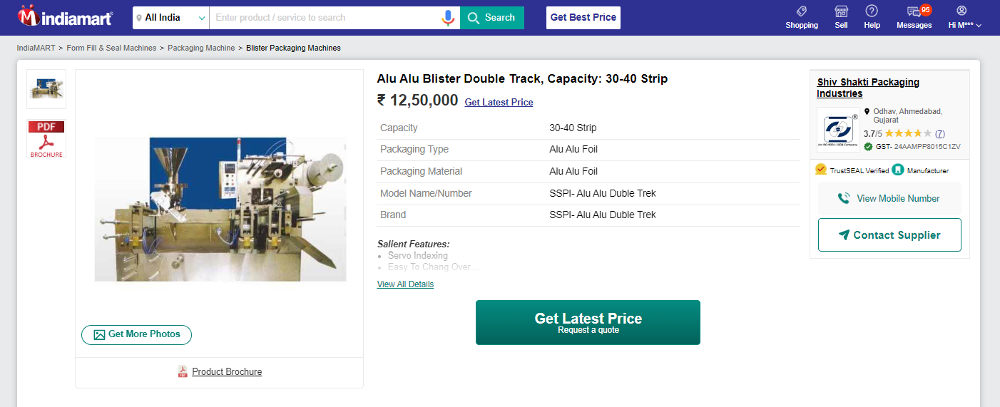 indiamart
All India
Enter product / service to search
Search
Get Best Price
Shopping
Sell
Help
95
Messages
Hi M***
IndiaMART > Form Fill & Seal Machines > Packaging Machine > Blister Packaging Machines
PDF
BROCHURE
Get More Photos
PDF
Product Brochure
Alu Alu Blister Double Track, Capacity: 30-40 Strip
₹ 12,50,000 Get Latest Price
Capacity 30-40 Strip
Packaging Type Alu Alu Foil
Packaging Material Alu Alu Foil
Model Name/Number SSPI- Alu Alu Duble Trek
Brand SSPI- Alu Alu Duble Trek
Salient Features:
• Servo Indexing
• Easy To Chang Over...
View All Details
Get Latest Price
Request a quote
Shiv Shakti Packaging
Industries
®
An ISO 9001: 2008 Company
Odhav, Ahmedabad,
Gujarat
3.7/5 (7)
GST- 24AAMPP8015C1ZV
TrustSEAL Verified Manufacturer
View Mobile Number
Contact Supplier